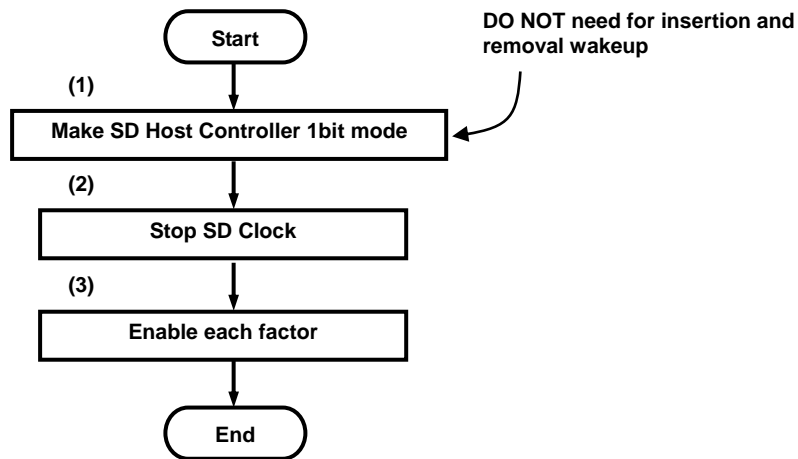 Start
DO NOT need for insertion and
removal wakeup
(1)
Make SD Host Controller 1bit mode
(2)
Stop SD Clock
(3)
Enable each factor
End